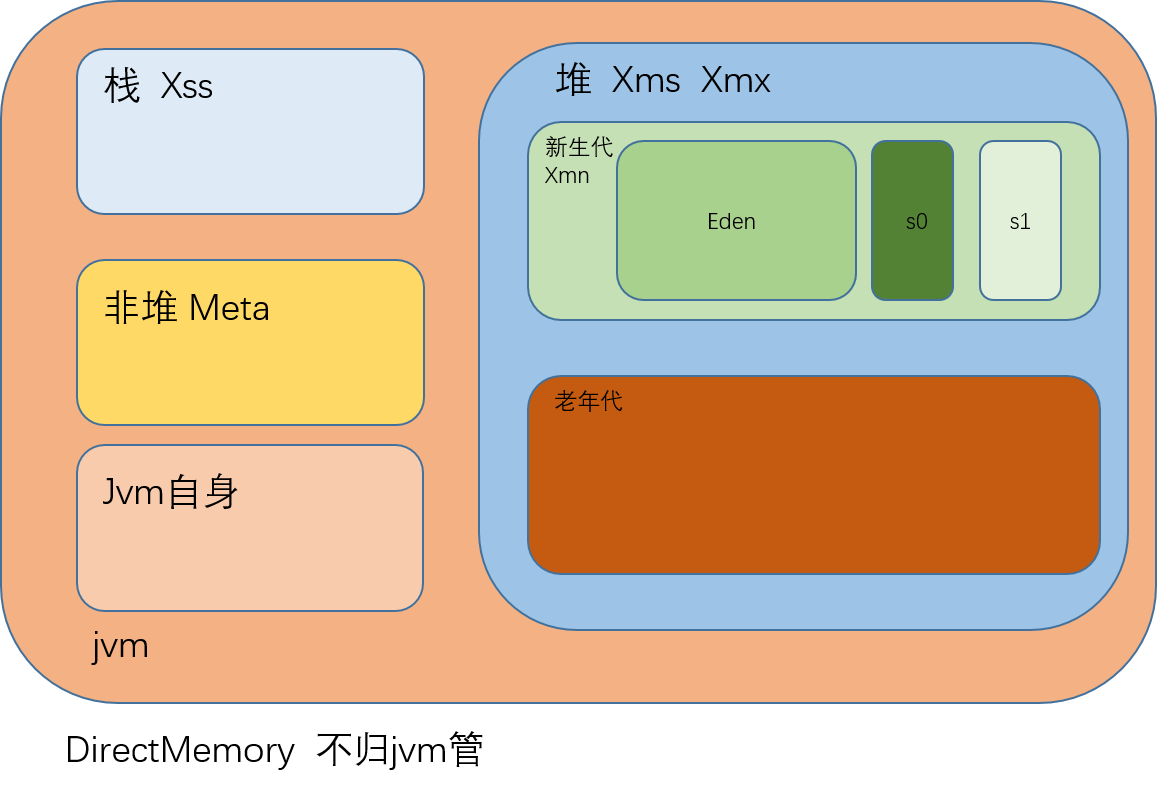 栈 Xss
堆 Xms Xmx
新生代
Xmn
Eden
s0
s1
非堆 Meta
老年代
Jvm自身
jvm
DirectMemory 不归jvm管